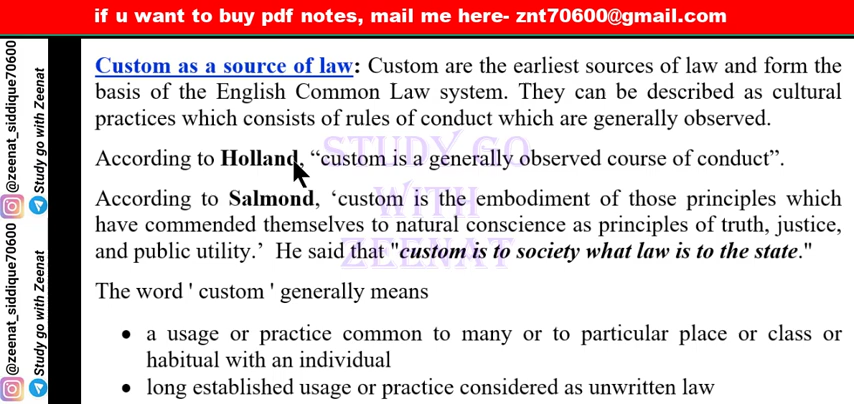 if u want to buy pdf notes, mail me here- znt70600@gmail.com
Custom as a source of law: Custom are the earliest sources of law and form the
basis of the English Common Law system. They can be described as cultural
practices which consists of rules of conduct which are generally observed.
According to Holland, “custom is a generally observed course of conduct”.
According to Salmond, ‘custom is the embodiment of those principles which
have commended themselves to natural conscience as principles of truth, justice,
and public utility.’ He said that "custom is to society what law is to the state."
The word ' custom ' generally means
• a usage or practice common to many or to particular place or class or
habitual with an individual
• long established usage or practice considered as unwritten law
STUDY GO
WITH
ZEENAT
@zeenat_siddique70600
Study go with Zeenat
@zeenat_siddique70600
Study go with Zeenat